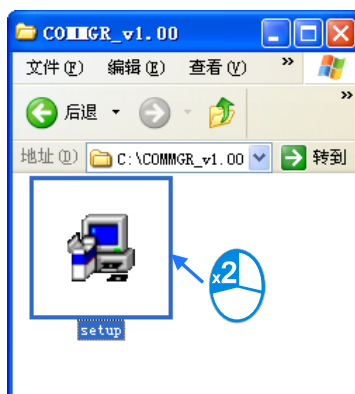 COMMGR_v1.00
文件(F) 编辑(E) 查看(V) »
后退 »
地址(D) C:\COMMGR_v1.00 转到
setup
x2